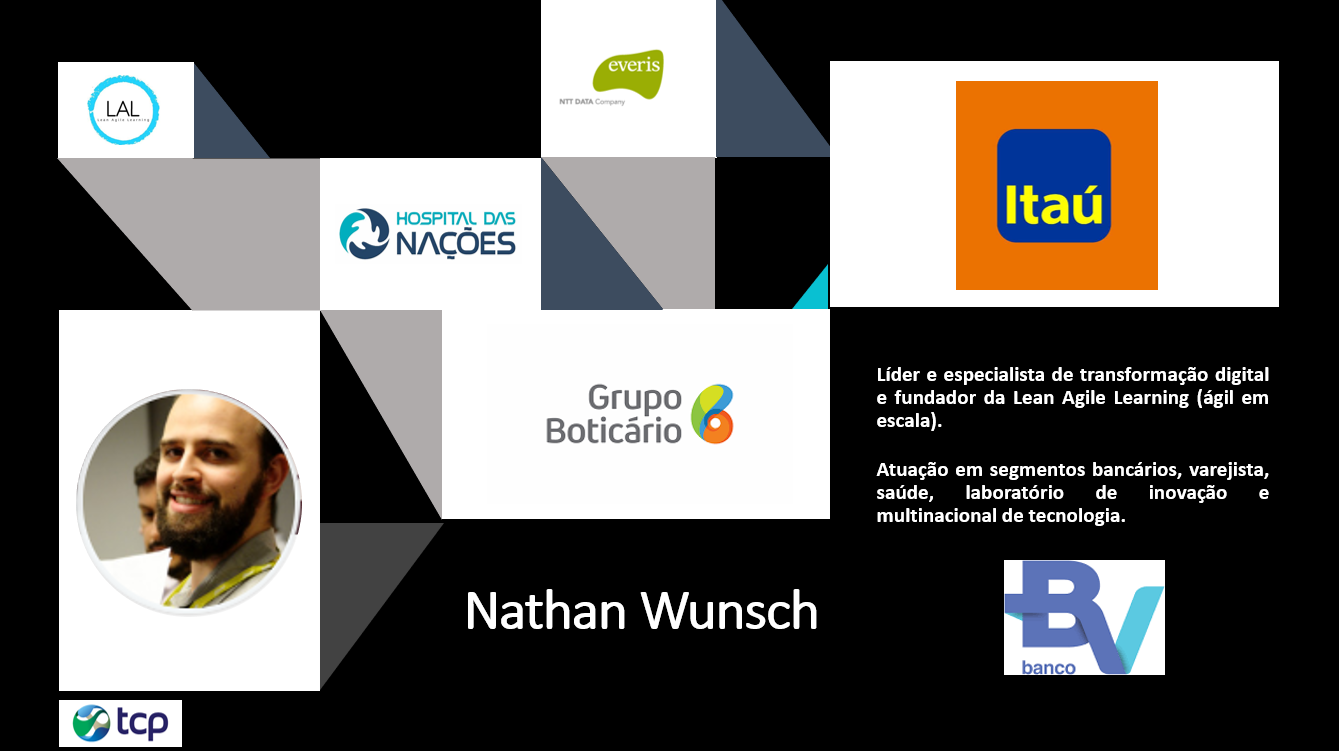 everis
NTT DATA Company
LAL
Lean Agile Learning
Itaú
HOSPITAL DAS
NAÇÕES
Grupo
Boticário
Líder e especialista de transformação digital
e fundador da Lean Agile Learning (ágil em
escala).
Atuação em segmentos bancários, varejista,
saúde, laboratório de inovação e
multinacional de tecnologia.
Nathan Wunsch
BV
banco
tcp